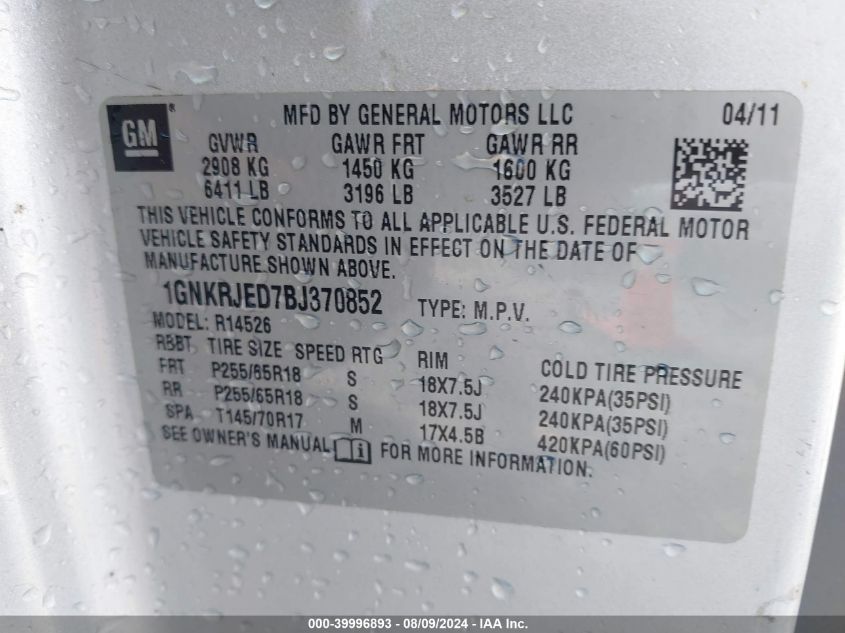 GM ® MFD BY GENERAL MOTORS LLC 04/11
GVWR GAWR FRT GAWR RR
2908 KG 1450 KG 1600 KG
6411 LB 3196 LB 3527 LB
THIS VEHICLE CONFORMS TO ALL APPLICABLE U.S. FEDERAL MOTOR
VEHICLE SAFETY STANDARDS IN EFFECT ON THE DATE OF
MANUFACTURE SHOWN ABOVE.
1GNKRJED7BJ370852 TYPE: M.P.V.
MODEL: R14526
RBBT TIRE SIZE SPEED RTG RIM COLD TIRE PRESSURE
FRT P255/65R18 S 18X7.5J 240KPA(35PSI)
RR P255/65R18 S 18X7.5J 240KPA(35PSI)
SPA T145/70R17 M 17X4.5B 420KPA(60PSI)
SEE OWNER'S MANUAL i FOR MORE INFORMATION.
000-39996893 - 08/09/2024 - IAA Inc.